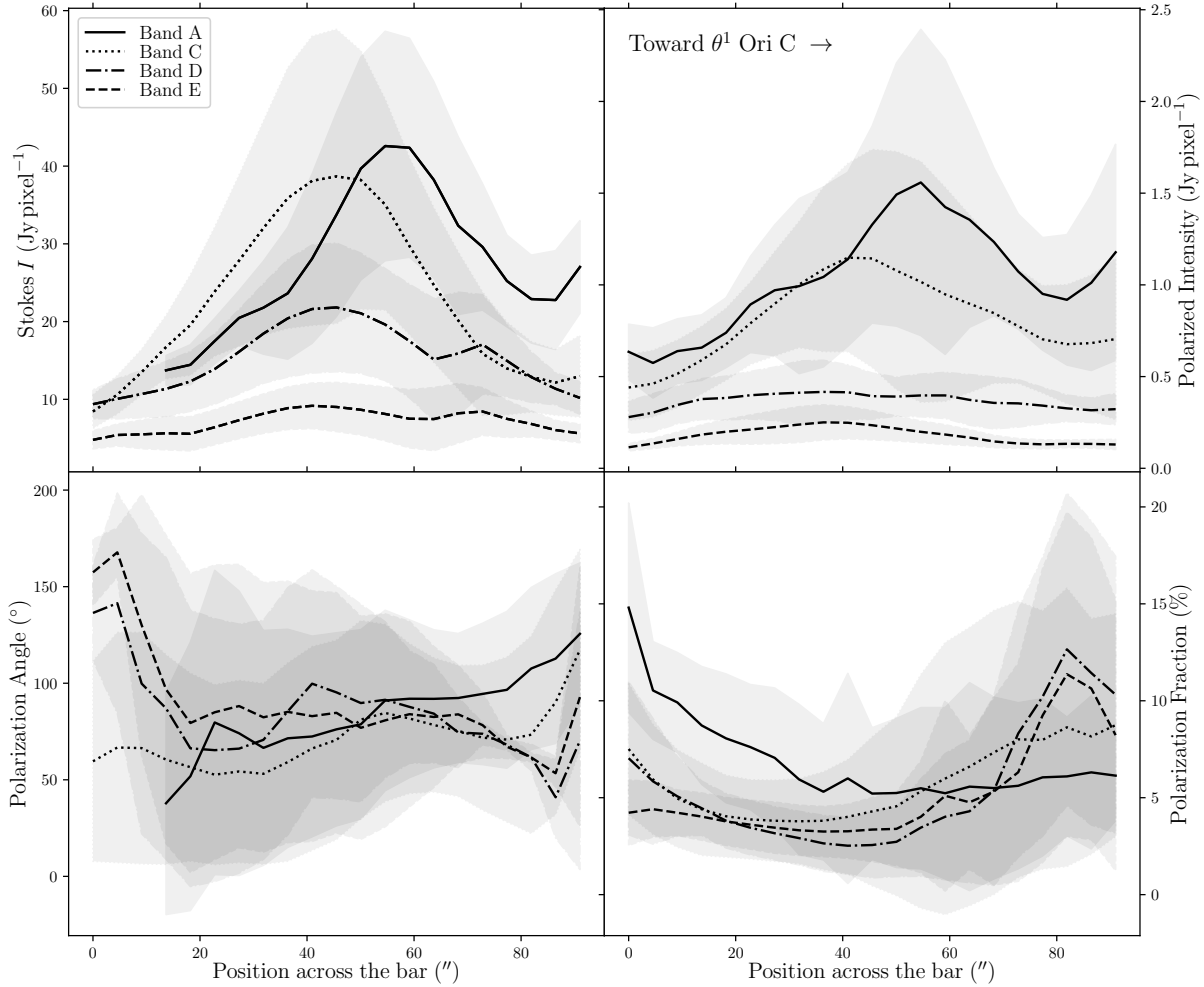 Band A
Band C
Band D
Band E
Toward θ¹ Ori C →
60
50
40
30
20
10
Stokes I (Jy pixel⁻¹)
2.5
2.0
1.5
1.0
0.5
0.0
Polarized Intensity (Jy pixel⁻¹)
200
150
100
50
0
Polarization Angle (°)
20
15
10
5
0
Polarization Fraction (%)
0 20 40 60 80
Position across the bar (″)
0 20 40 60 80
Position across the bar (″)